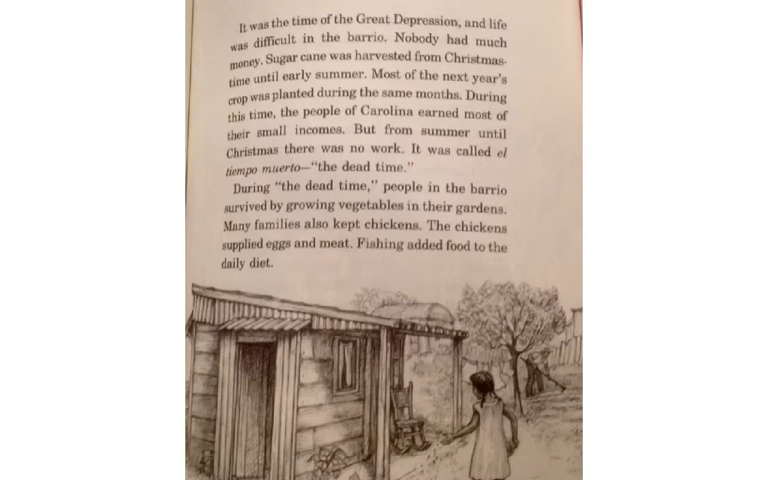 It was the time of the Great Depression, and life
was difficult in the barrio. Nobody had much
money. Sugar cane was harvested from Christmas-
time until early summer. Most of the next year's
crop was planted during the same months. During
this time, the people of Carolina earned most of
their small incomes. But from summer until
Christmas there was no work. It was called el
tiempo muerto—"the dead time."
During "the dead time," people in the barrio
survived by growing vegetables in their gardens.
Many families also kept chickens. The chickens
supplied eggs and meat. Fishing added food to the
daily diet.